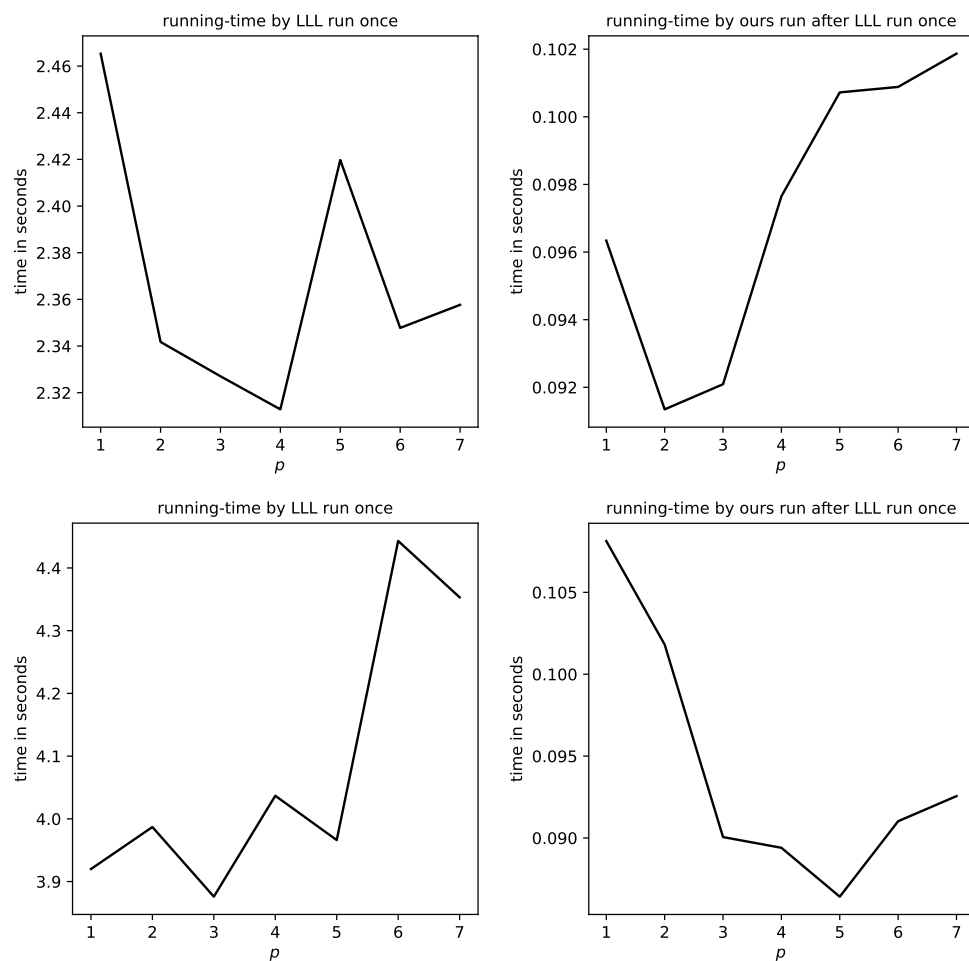 running-time by LLL run once
time in seconds
2.46
2.44
2.42
2.40
2.38
2.36
2.34
2.32
1 2 3 4 5 6 7
p
running-time by ours run after LLL run once
time in seconds
0.102
0.100
0.098
0.096
0.094
0.092
1 2 3 4 5 6 7
p
running-time by LLL run once
time in seconds
4.4
4.3
4.2
4.1
4.0
3.9
1 2 3 4 5 6 7
p
running-time by ours run after LLL run once
time in seconds
0.105
0.100
0.095
0.090
1 2 3 4 5 6 7
p